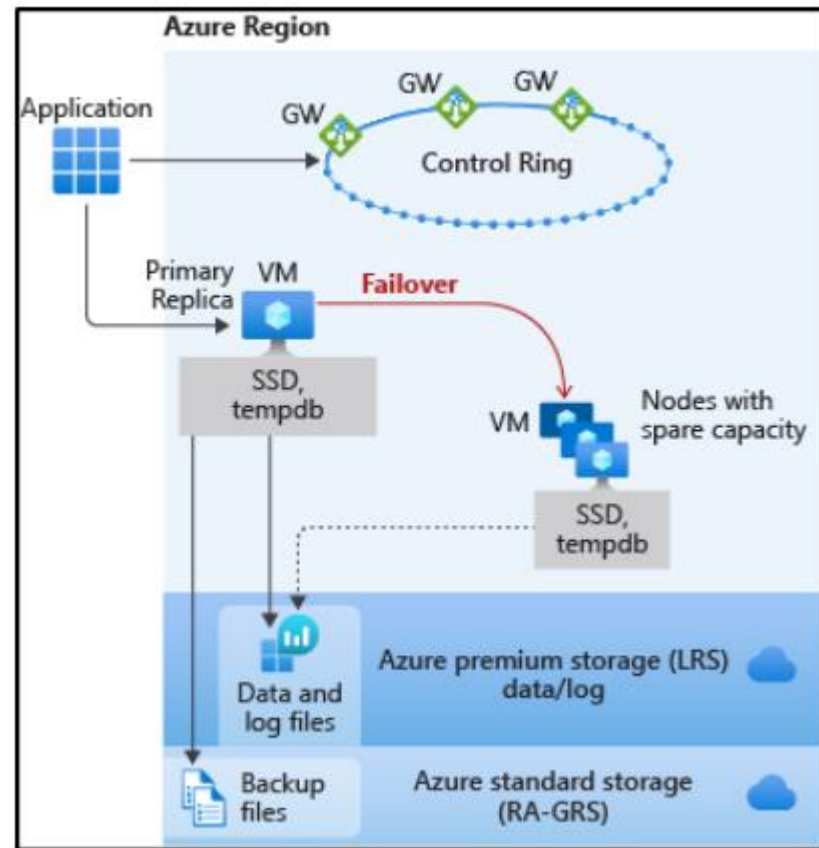 Azure Region
GW
GW
GW
Application
Control Ring
Primary
Replica
VM
Failover
SSD,
tempdb
VM
Nodes with
spare capacity
SSD,
tempdb
Data and
log files
Azure premium storage (LRS)
data/log
Backup
files
Azure standard storage
(RA-GRS)